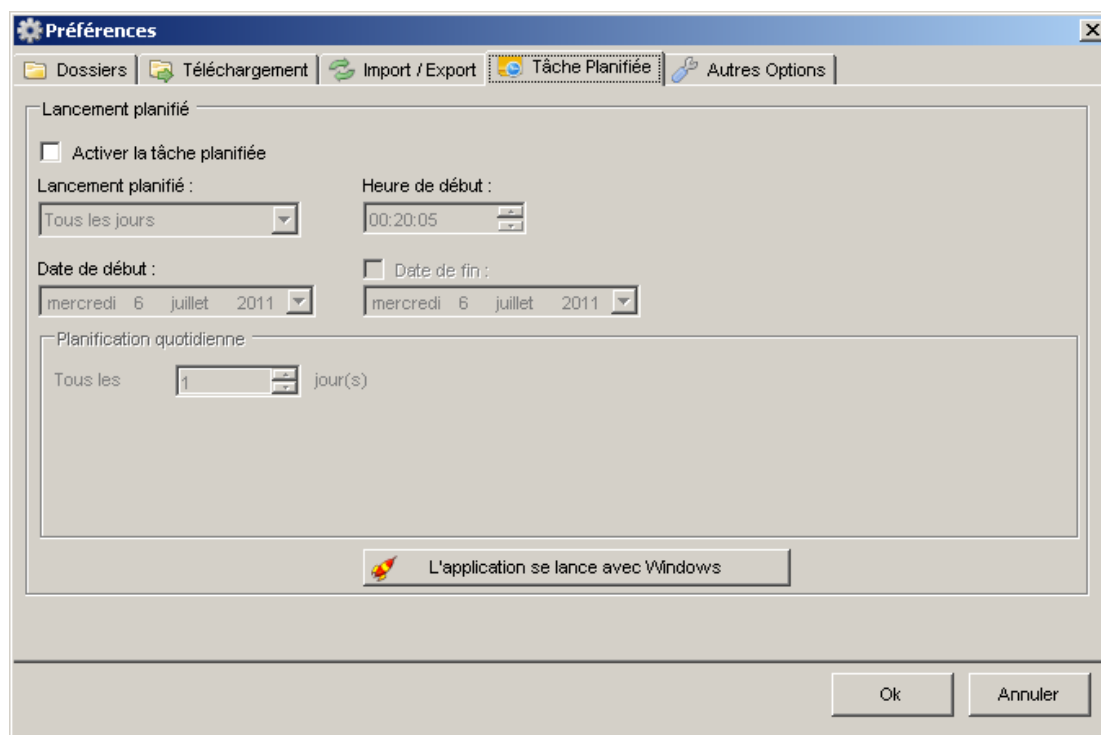 Préférences
Dossiers Téléchargement Import / Export Tâche Planifiée Autres Options
Lancement planifié
Activer la tâche planifiée
Lancement planifié : Heure de début :
Tous les jours 00:20:05
Date de début : Date de fin :
mercredi 6 juillet 2011 mercredi 6 juillet 2011
Planification quotidienne
Tous les 1 jour(s)
L'application se lance avec Windows
Ok Annuler